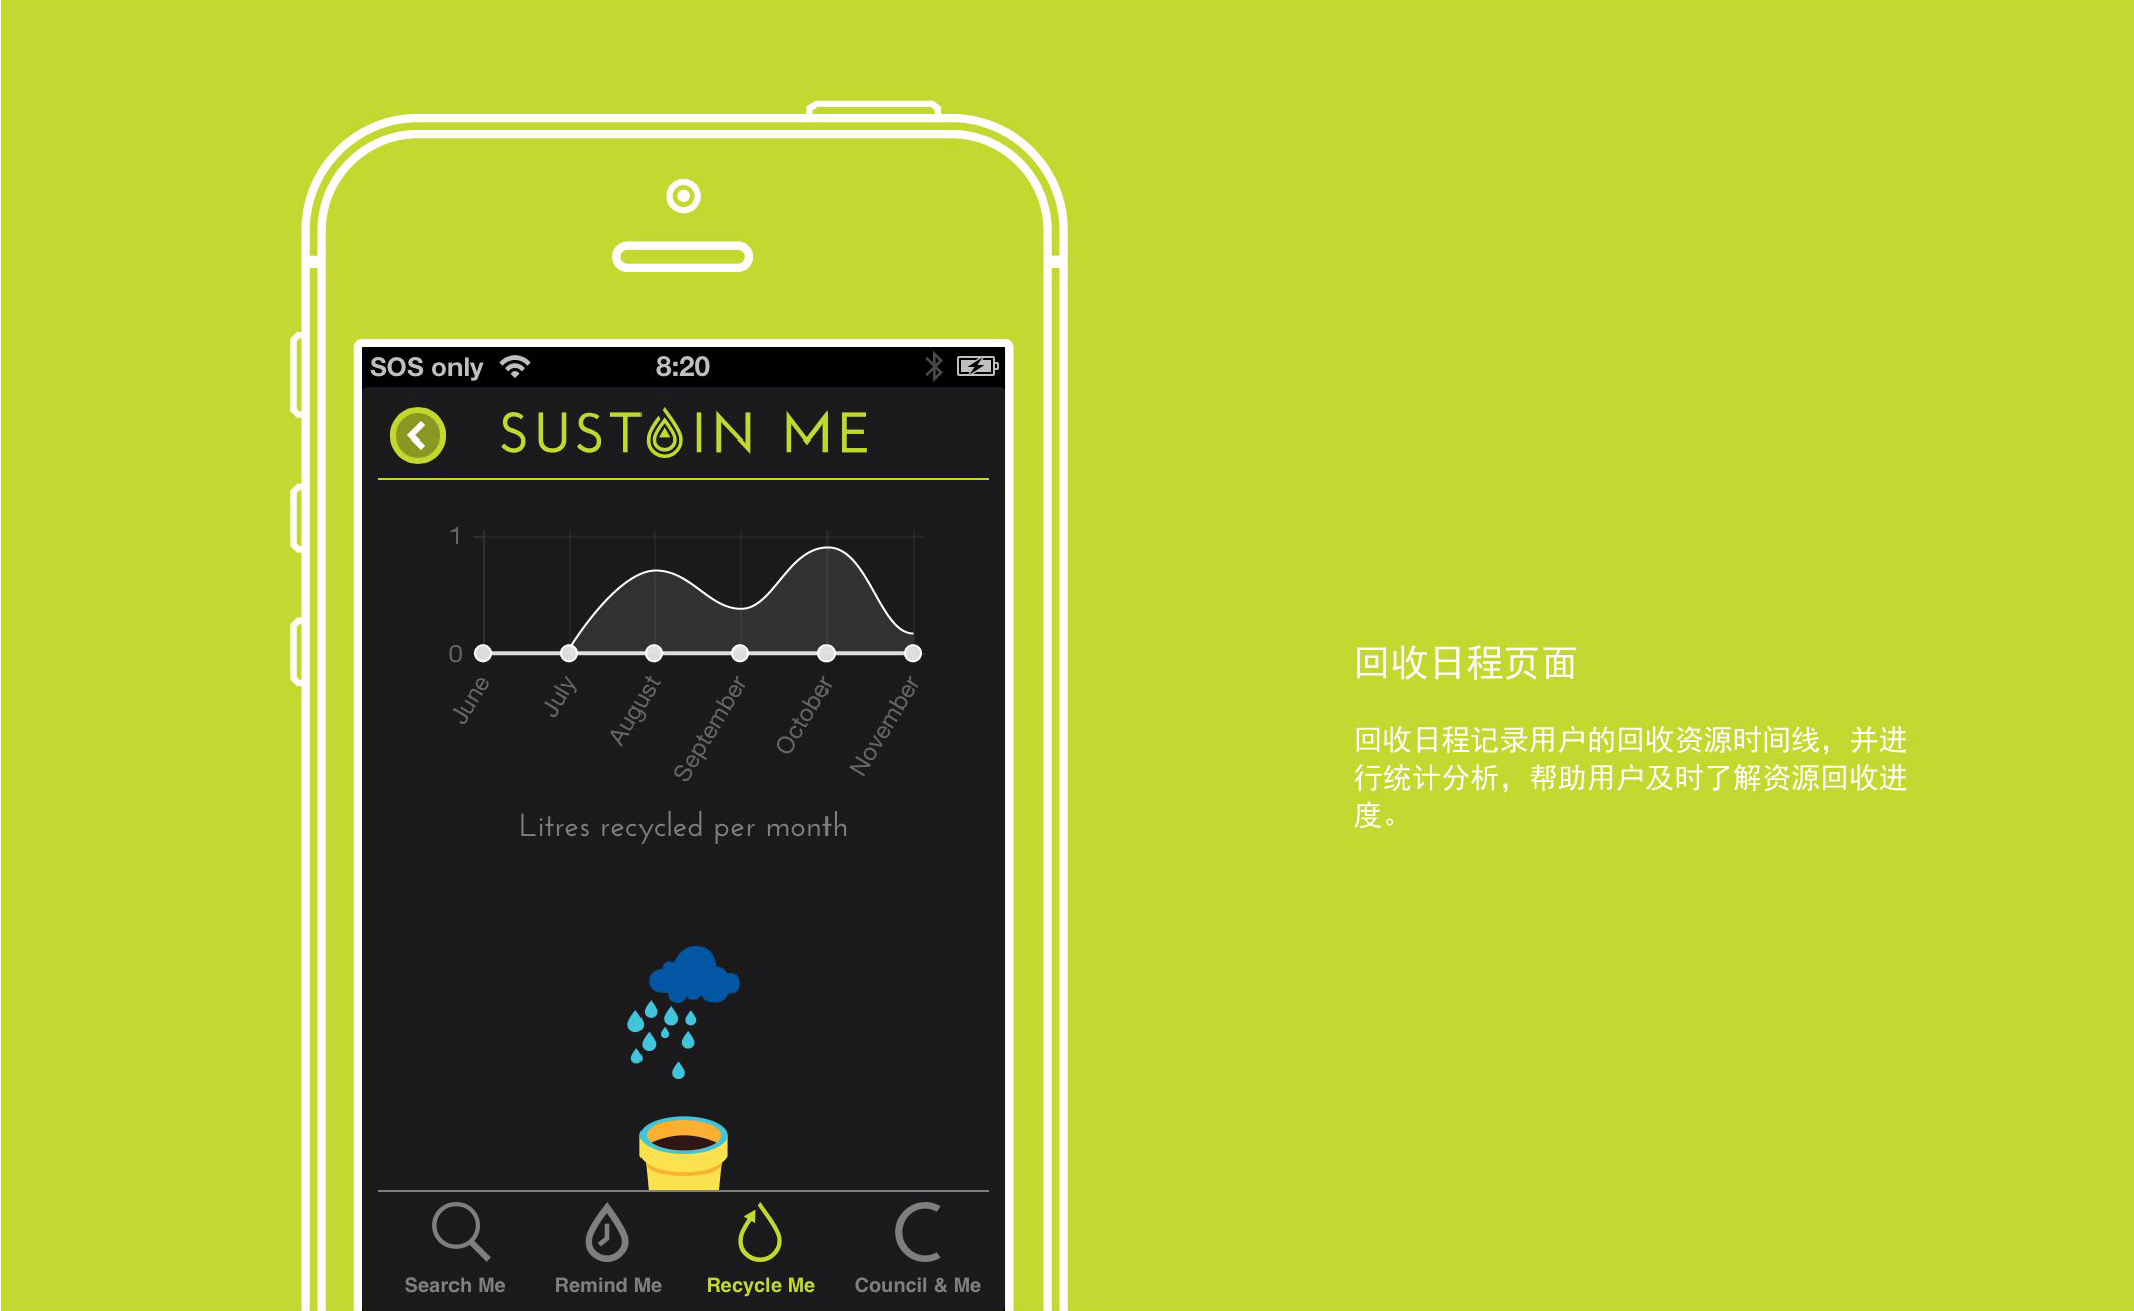 SOS only
8:20
SUSTAIN ME
1
0
June
July
August
September
October
November
Litres recycled per month
Search Me
Remind Me
Recycle Me
Council & Me
回收日程页面
回收日程记录用户的回收资源时间线，并进
行统计分析，帮助用户及时了解资源回收进
度。